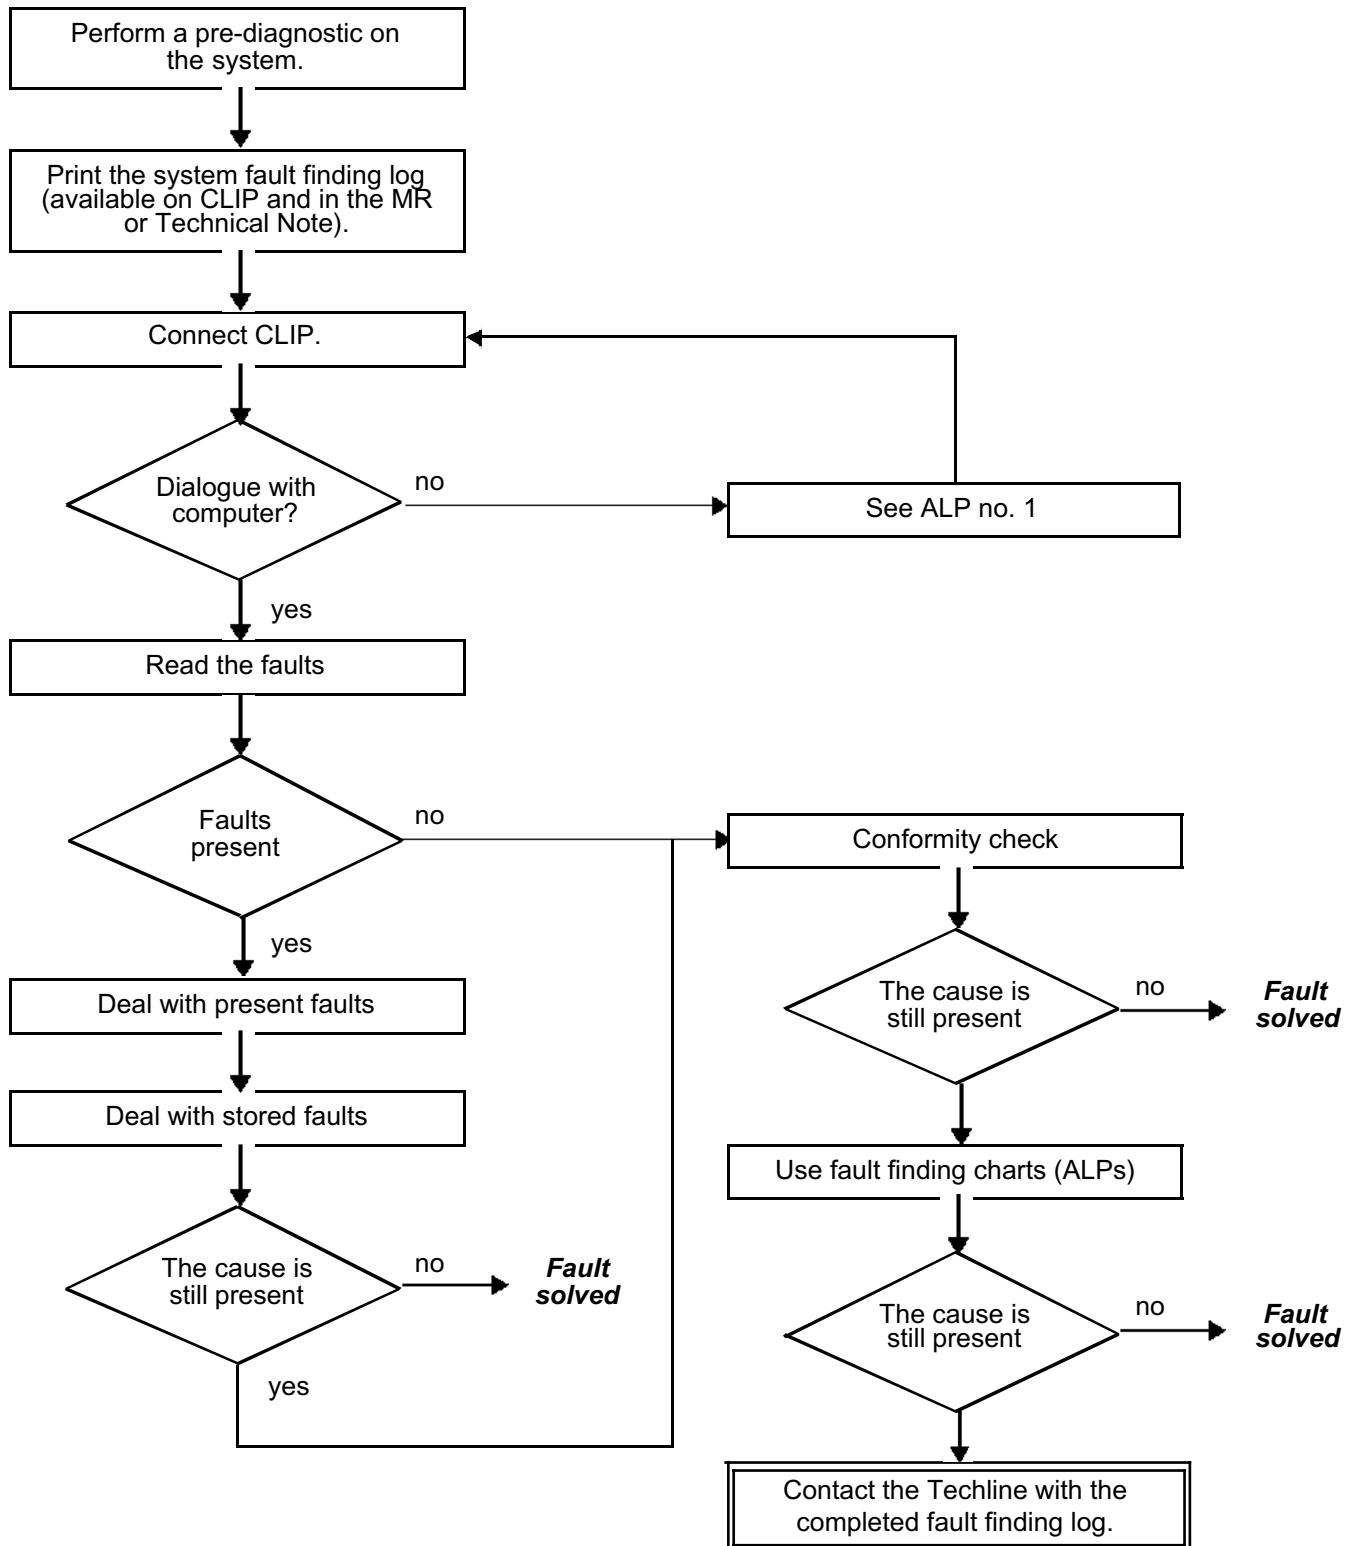 Perform a pre-diagnostic on
the system.
Print the system fault finding log
(available on CLIP and in the MR
or Technical Note).
Connect CLIP.
Dialogue with
computer?
no
See ALP no. 1
yes
Read the faults
Faults
present
no
yes
Deal with present faults
Deal with stored faults
The cause is
still present
no
Fault
solved
yes
Conformity check
The cause is
still present
no
Fault
solved
Use fault finding charts (ALPs)
The cause is
still present
no
Fault
solved
Contact the Techline with the
completed fault finding log.